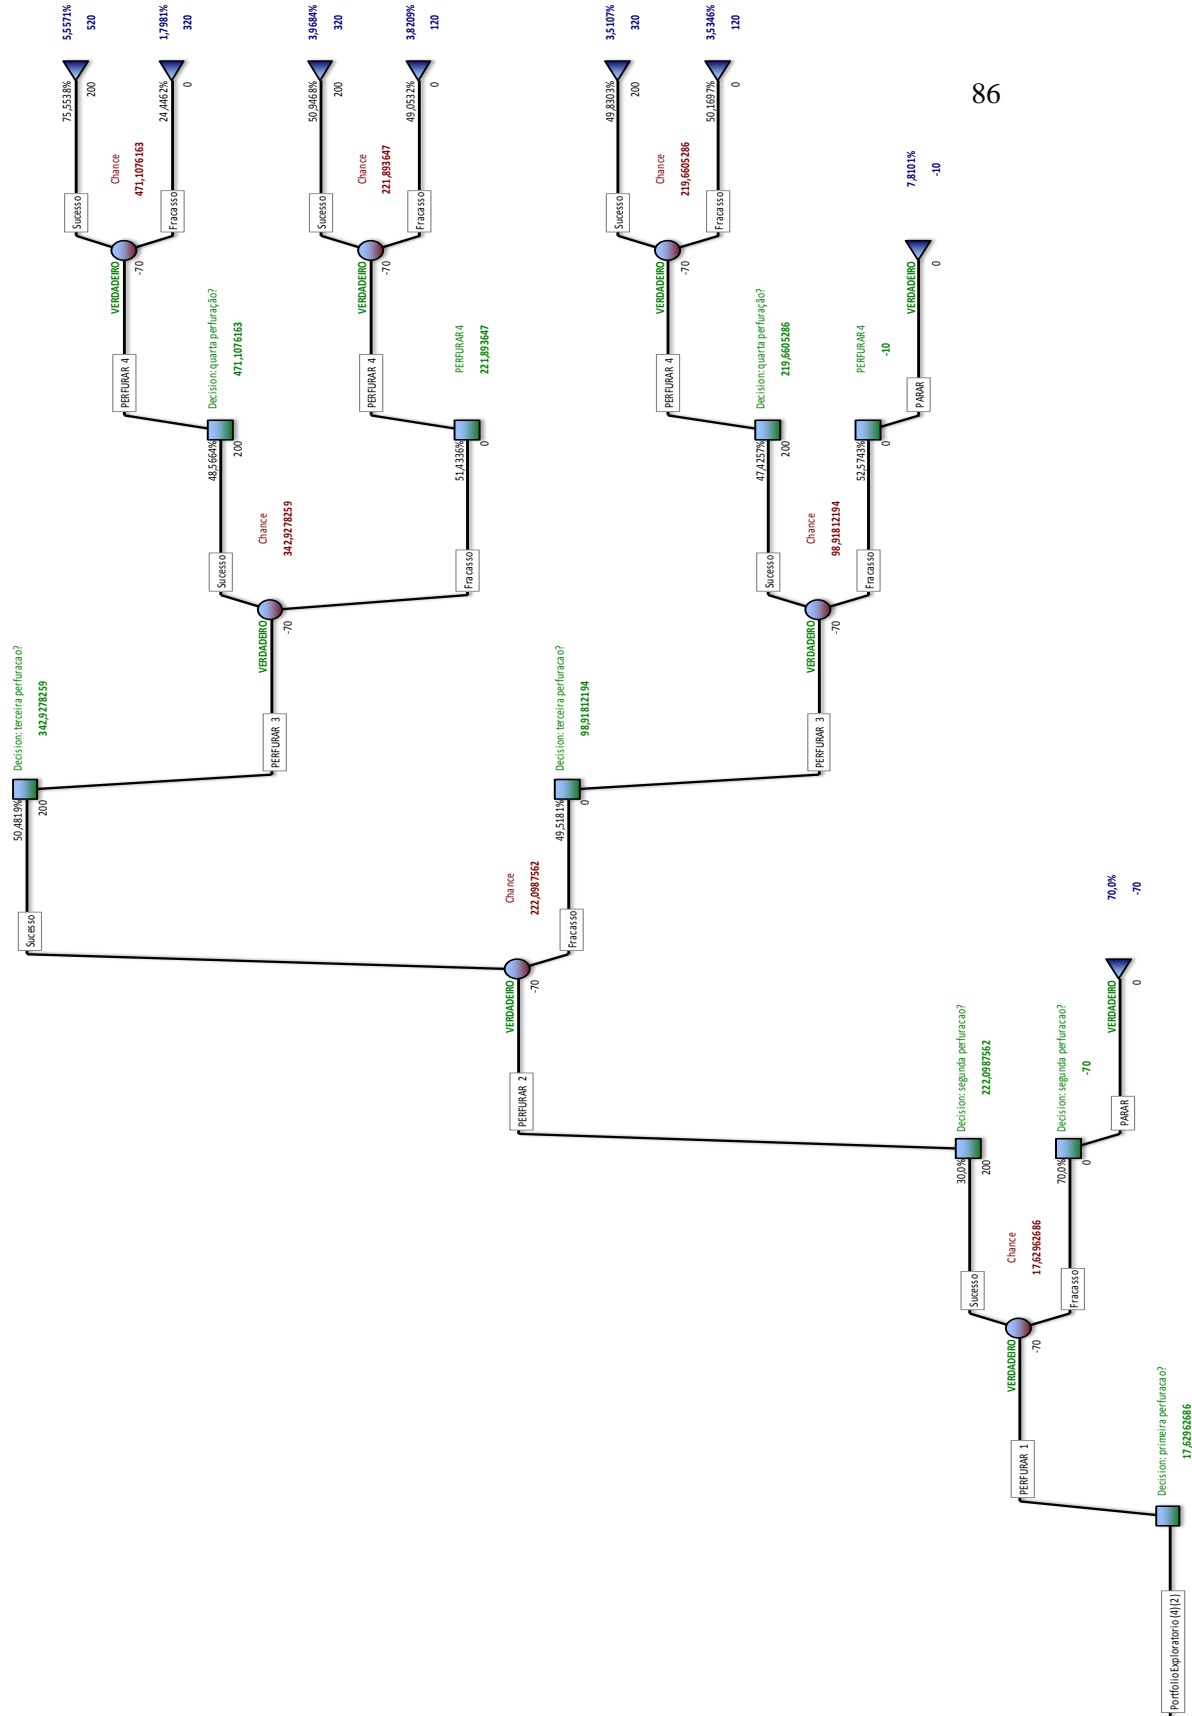 86
PortfolioExploratorio (4)(2)
Decision: primeira perfuracao?
17,62962686
PERFURAR 1
VERDADEIRO
-70
Chance
17,62962686
Sucesso
30,0%
200
Decision: segunda perfuracao?
222,0987562
Fracasso
70,0%
0
Decision: segunda perfuracao?
-70
PARAR
VERDADEIRO
0
70,0%
-70
PERFURAR 2
VERDADEIRO
-70
Chance
222,0987562
Sucesso
50,4819%
200
Decision: terceira perfuracao?
342,9278259
Fracasso
49,5181%
0
Decision: terceira perfuracao?
98,91812194
PERFURAR 3
VERDADEIRO
-70
Chance
342,9278259
Sucesso
48,5664%
200
Decision: quarta perfuração?
471,1076163
Fracasso
51,4336%
0
PERFURAR 4
221,893647
PERFURAR 4
VERDADEIRO
-70
Chance
471,1076163
Sucesso
75,5538%
200
5,5571%
520
Fracasso
24,4462%
0
1,7981%
320
PERFURAR 4
VERDADEIRO
-70
Chance
221,893647
Sucesso
50,9468%
200
3,9684%
320
Fracasso
49,0532%
0
3,8209%
120
PERFURAR 3
VERDADEIRO
-70
Chance
98,91812194
Sucesso
47,4257%
200
Decision: quarta perfuração?
219,6605286
Fracasso
52,5743%
0
PERFURAR 4
-10
PERFURAR 4
VERDADEIRO
-70
Chance
219,6605286
Sucesso
49,8303%
200
3,5107%
320
Fracasso
50,1697%
0
3,5346%
120
PARAR
VERDADEIRO
0
7,8101%
-10